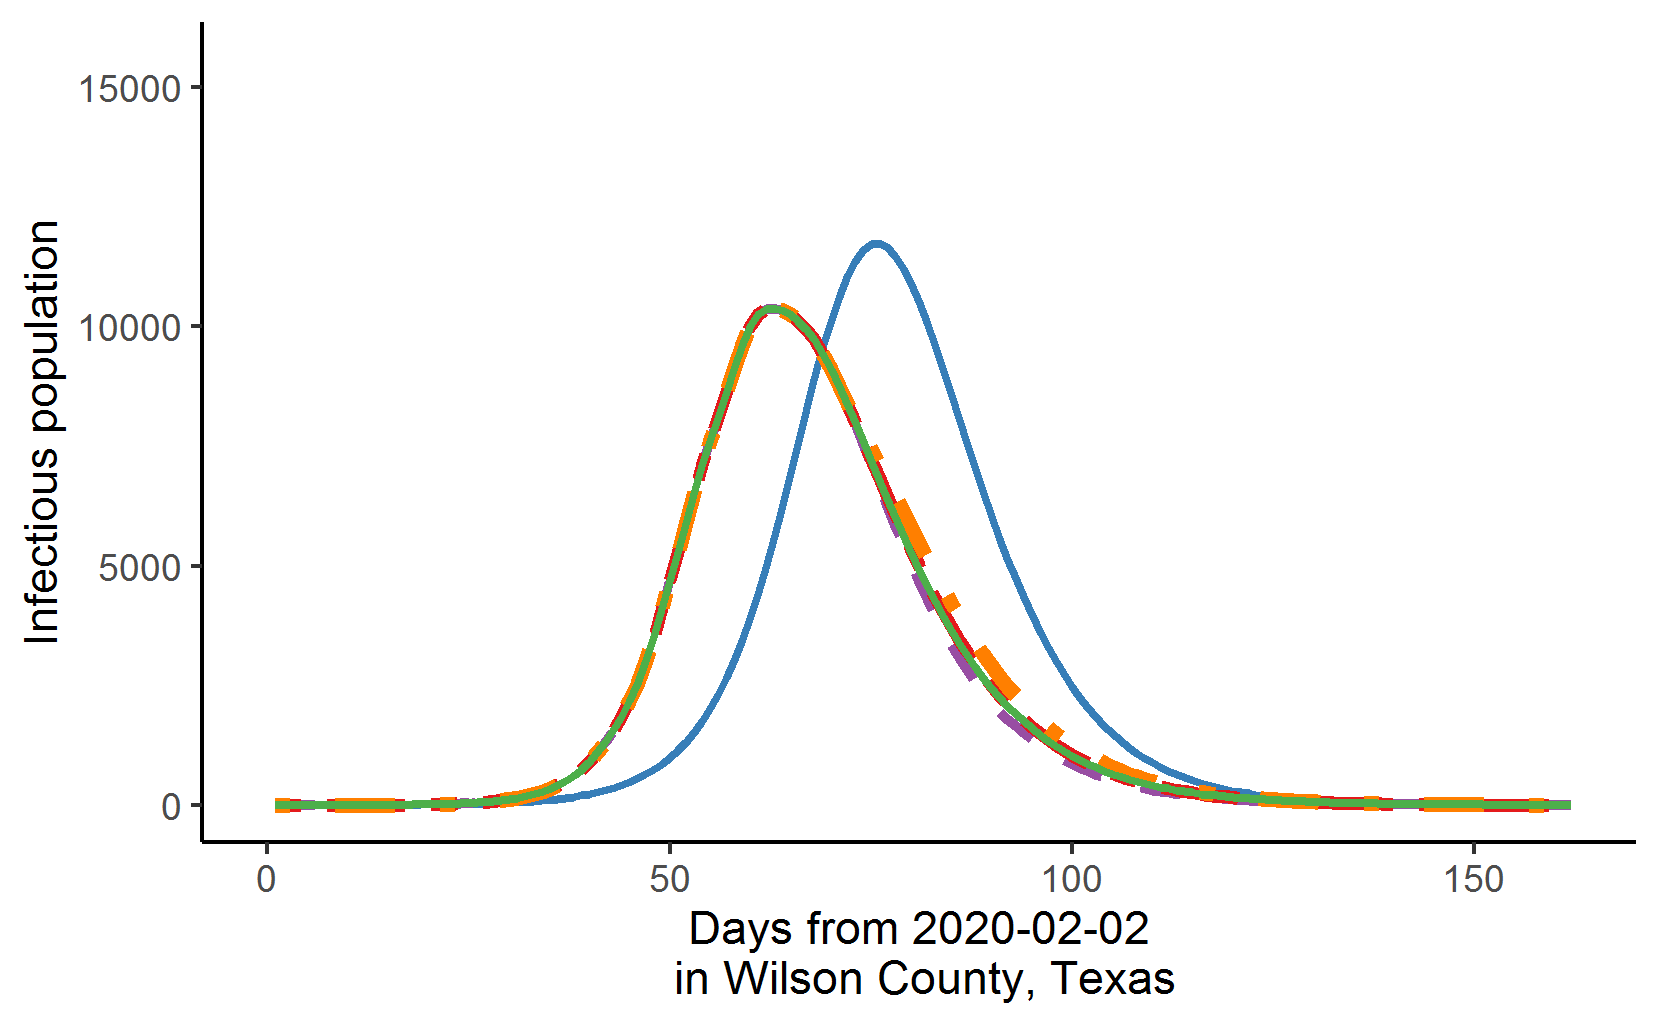 15000
10000
5000
0
Infectious population
0 50 100 150
Days from 2020-02-02
in Wilson County, Texas